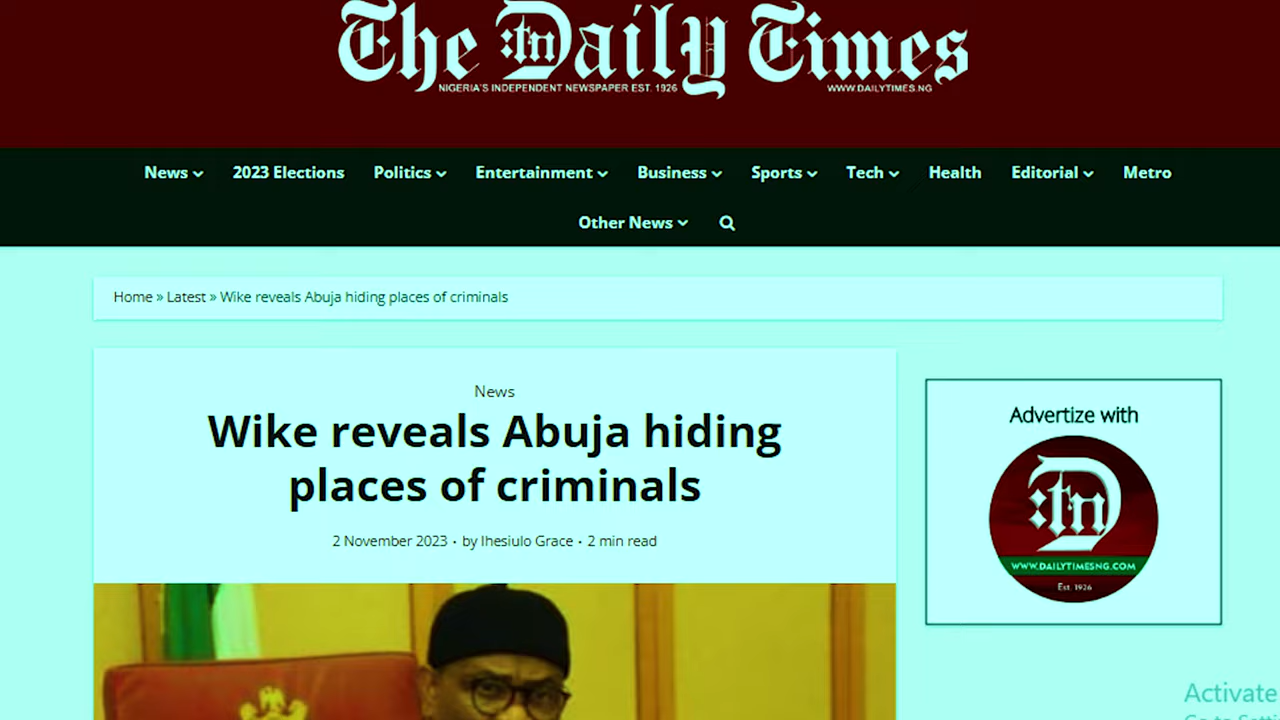 The Daily Times
NIGERIA'S INDEPENDENT NEWSPAPER EST. 1926
WWW.DAILYTIMES.NG
News 2023 Elections Politics Entertainment Business Sports Tech Health Editorial Metro
Other News
Home » Latest » Wike reveals Abuja hiding places of criminals
News
Wike reveals Abuja hiding
places of criminals
2 November 2023 • by Ihesiulo Grace • 2 min read
Advertize with
:tn D
WWW.DAILYTIMESNG.COM
Est. 1926
Activate